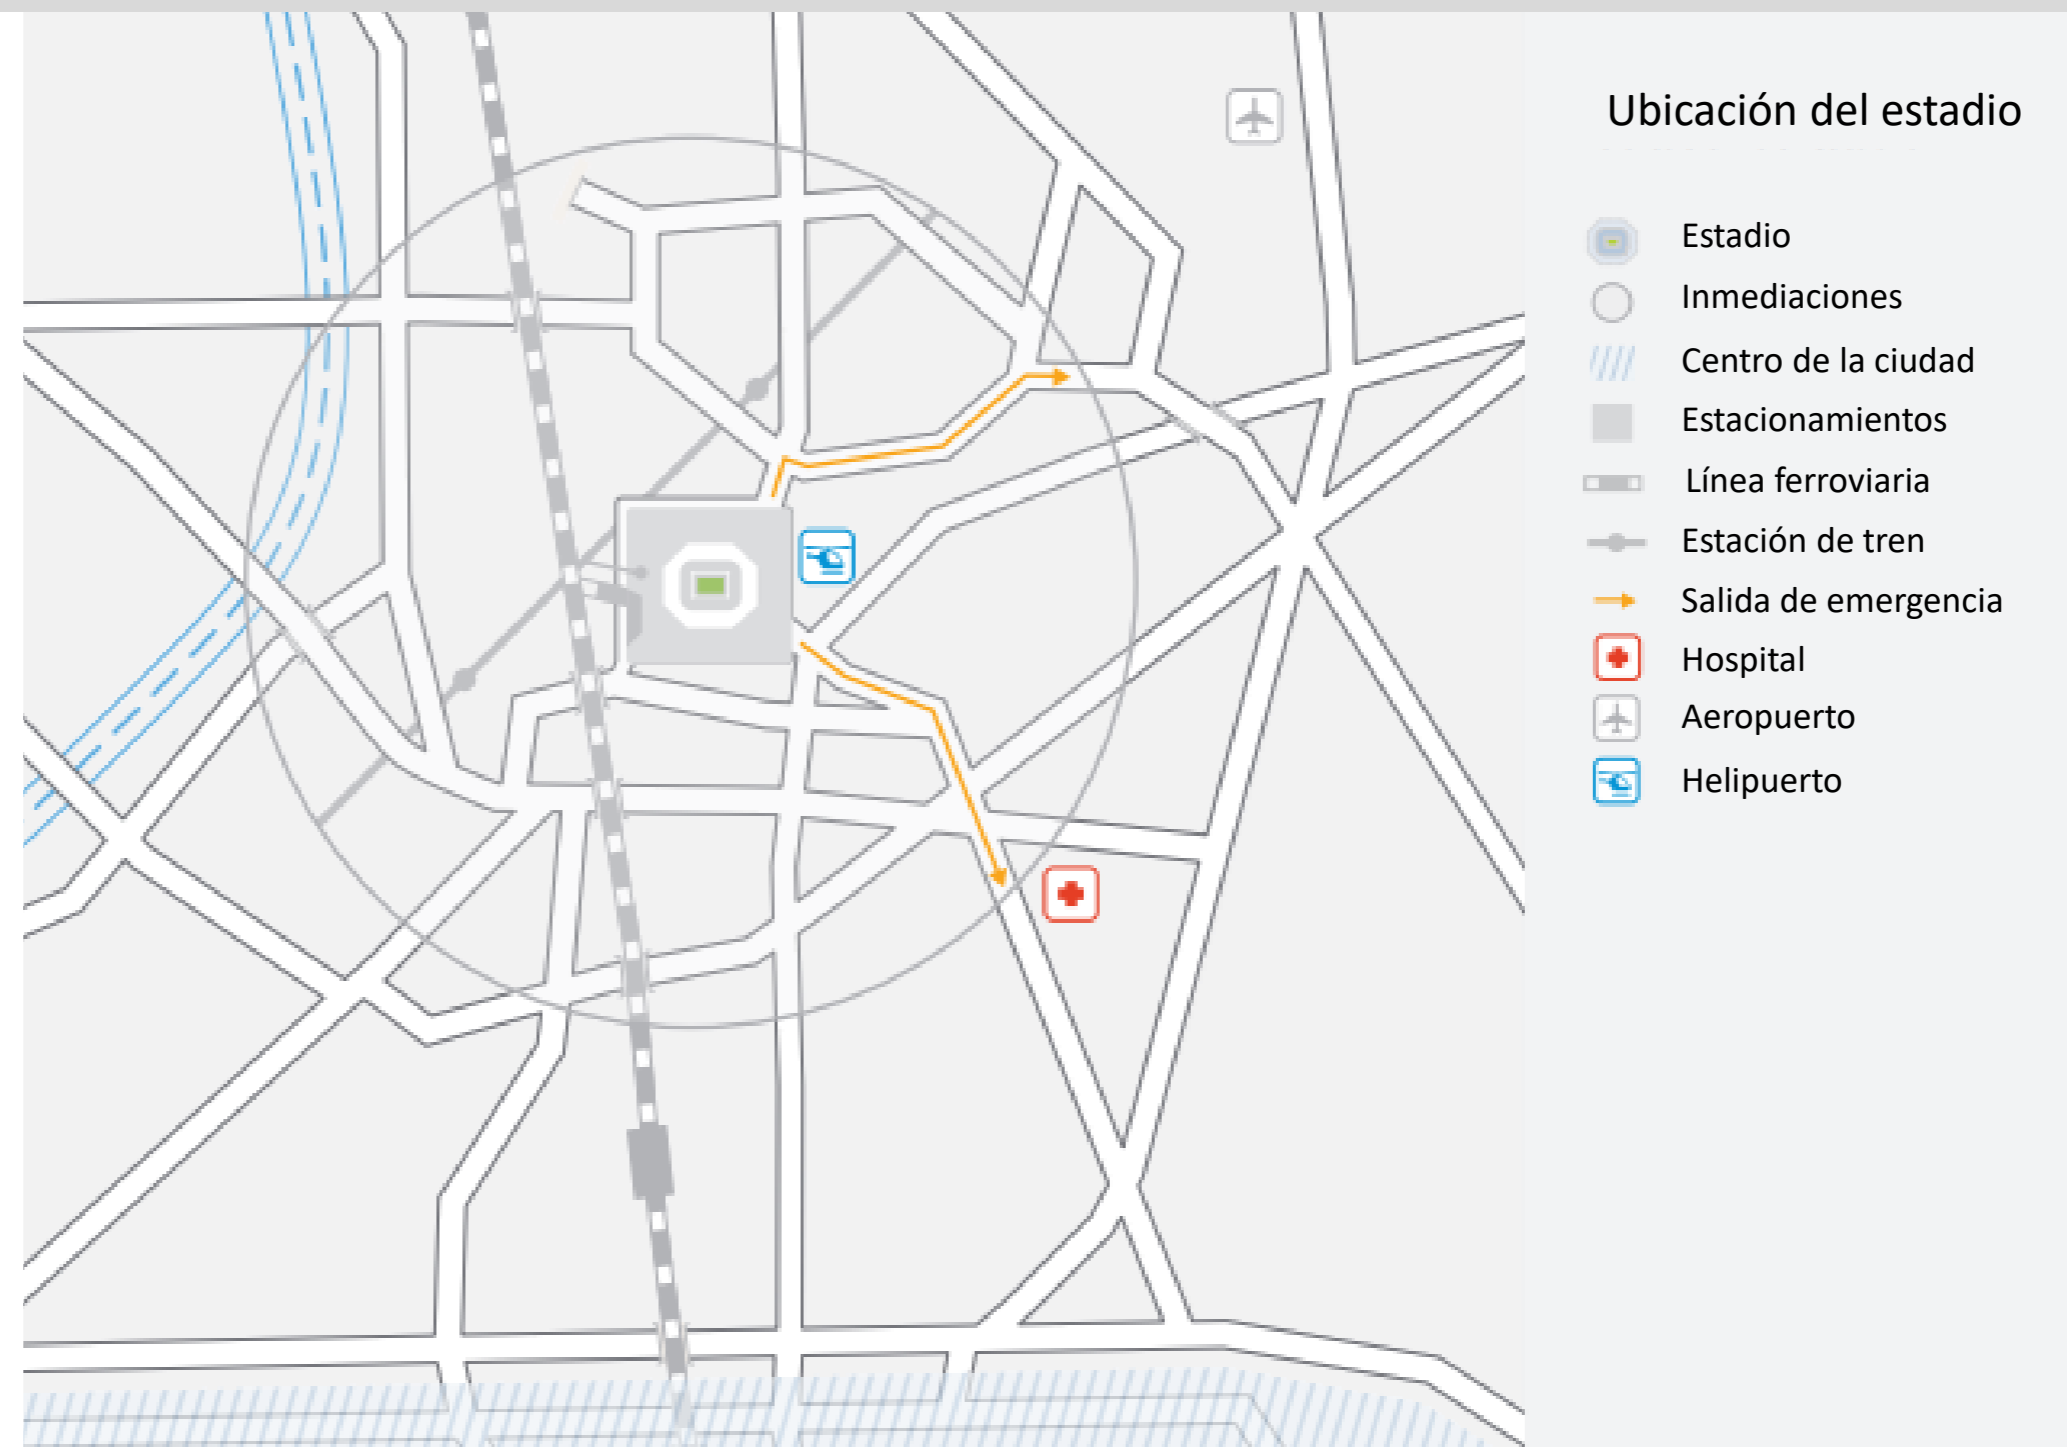 Ubicación del estadio
Estadio
Inmediaciones
Centro de la ciudad
Estacionamientos
Línea ferroviaria
Estación de tren
Salida de emergencia
Hospital
Aeropuerto
Helipuerto